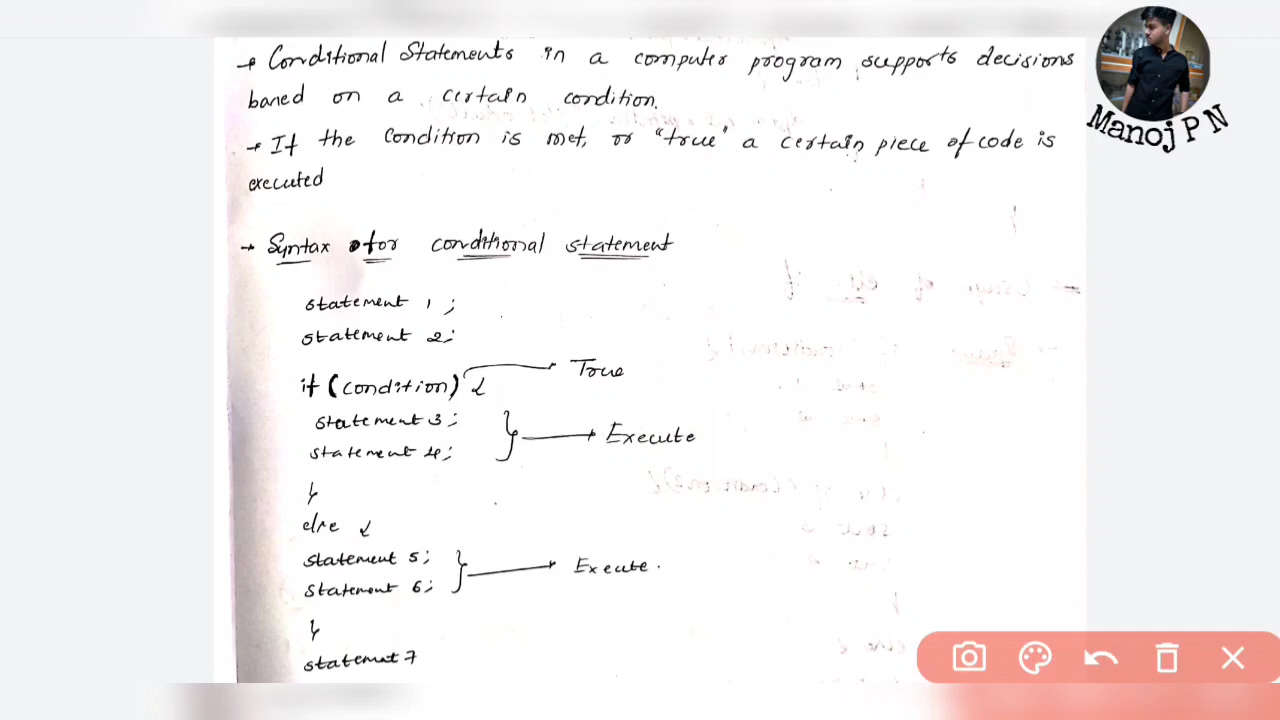 → Conditional Statements in a computer program supports decisions
based on a certain condition.
→ If the condition is met, or "true" a certain piece of code is
executed
→ Syntax for conditional statement
statement 1;
statement 2;
if (condition) {
True
statement 3;
statement 4;
Execute
}
else {
statement 5;
statement 6;
Execute.
}
statemet 7
Manoj P N